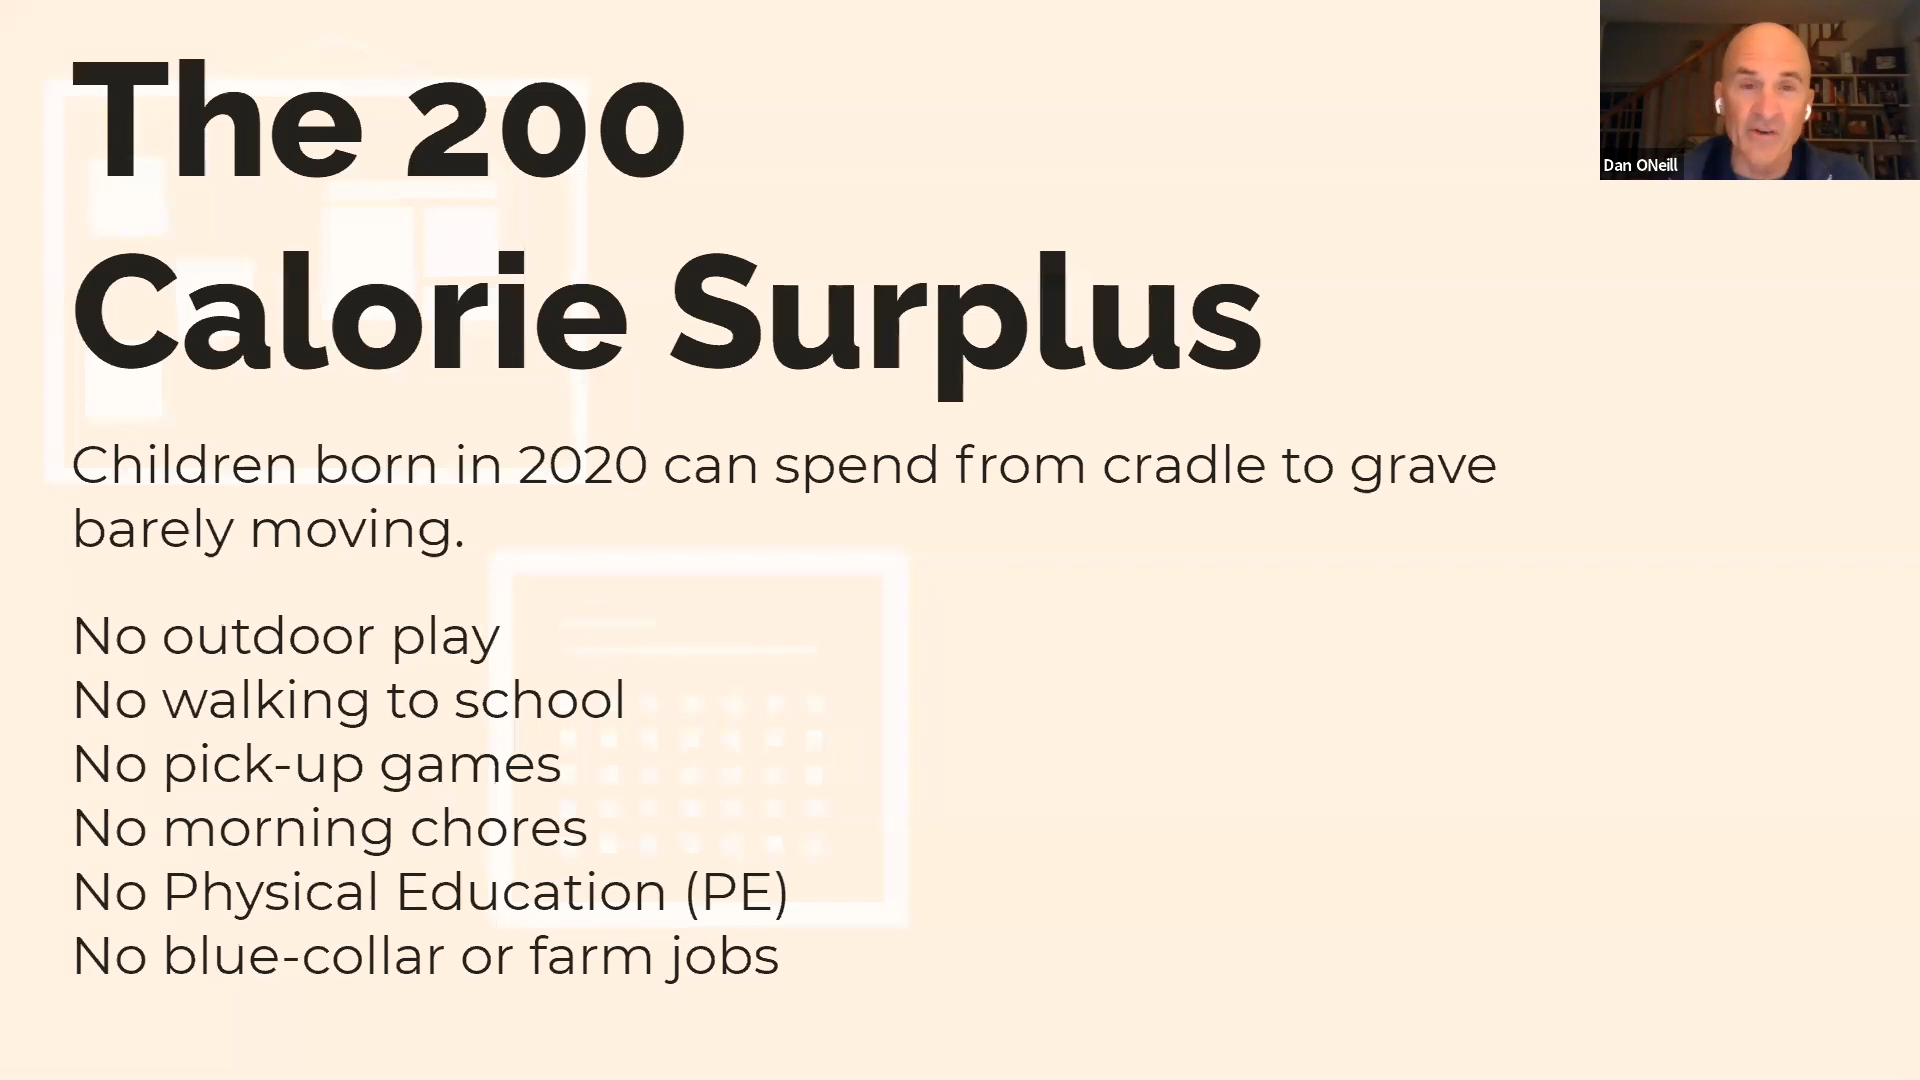 The 200
Calorie Surplus
Children born in 2020 can spend from cradle to grave
barely moving.
No outdoor play
No walking to school
No pick-up games
No morning chores
No Physical Education (PE)
No blue-collar or farm jobs
Dan ONeill